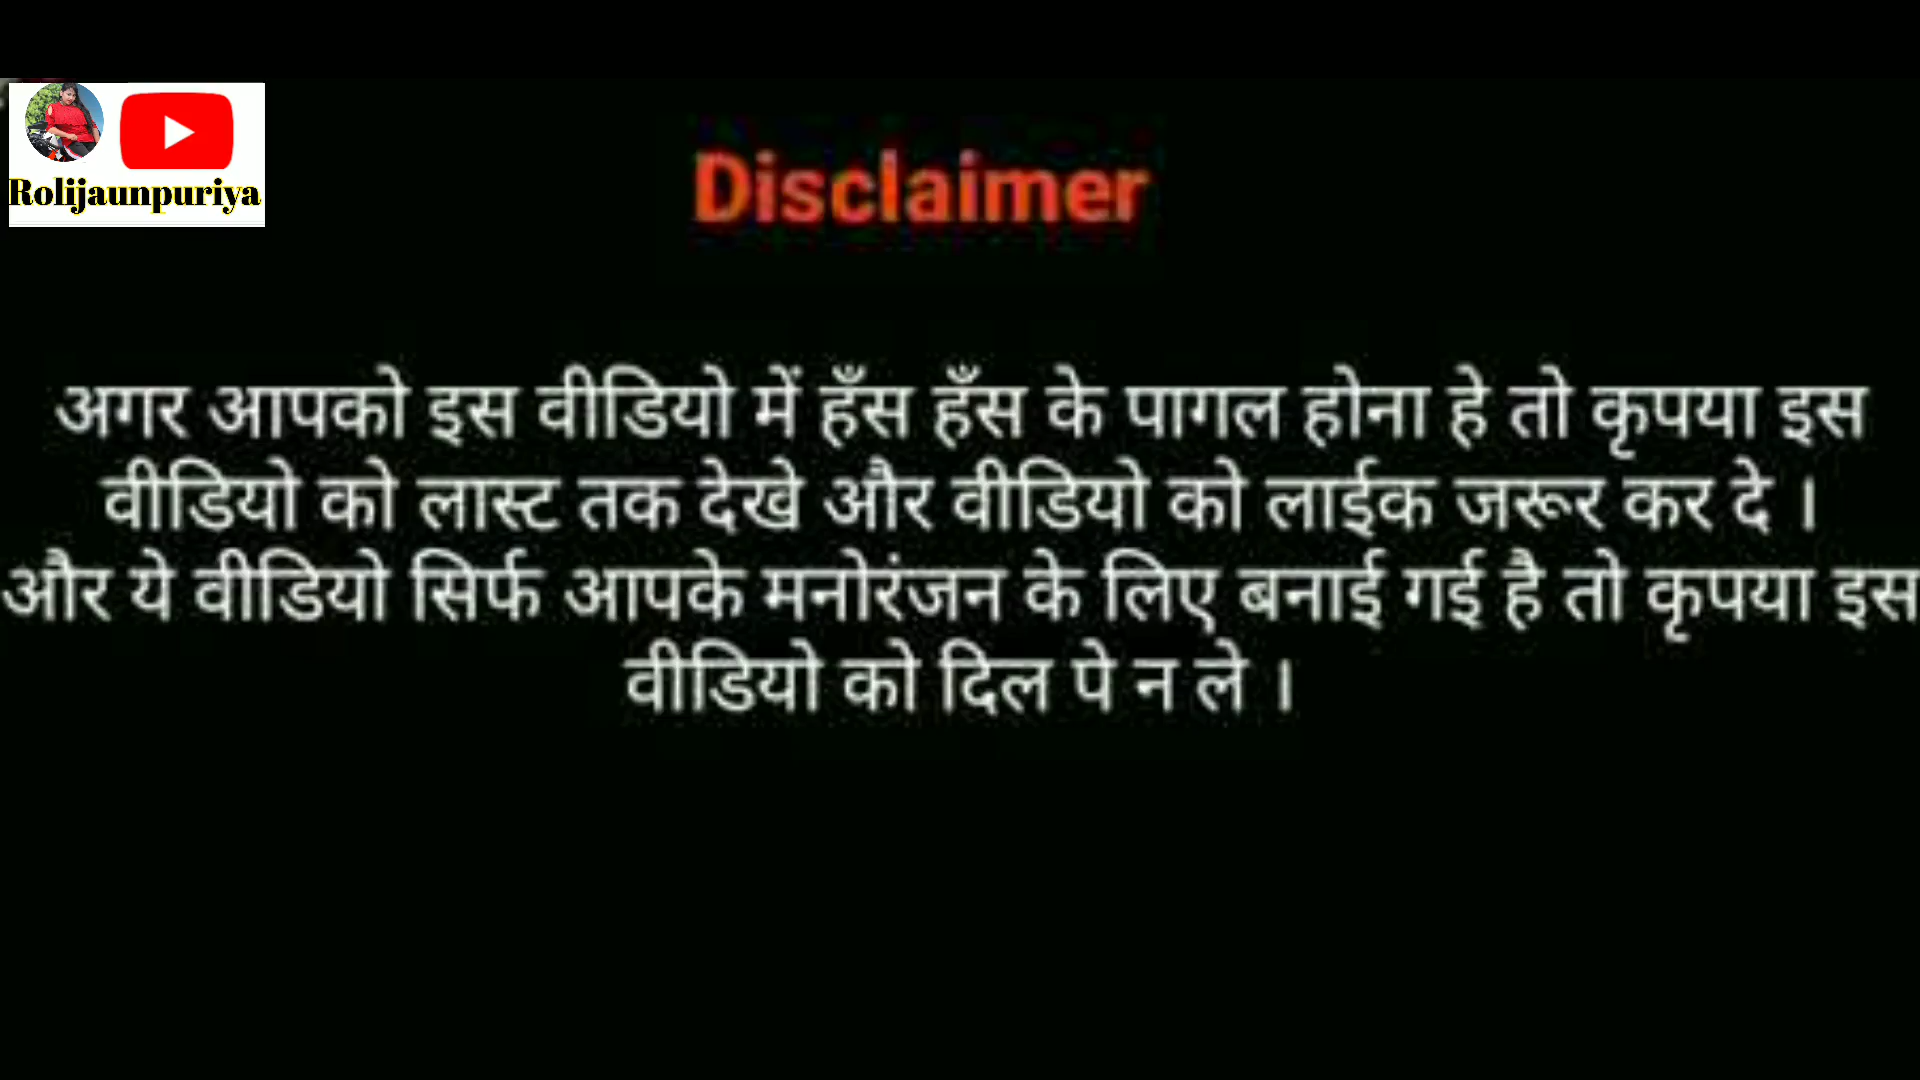 Rolijaunpuriya
Disclaimer
अगर आपको इस वीडियो में हँस हँस के पागल होना हे तो कृपया इस
वीडियो को लास्ट तक देखे और वीडियो को लाईक जरूर कर दे ।
और ये वीडियो सिर्फ आपके मनोरंजन के लिए बनाई गई है तो कृपया इस
वीडियो को दिल पे न ले ।